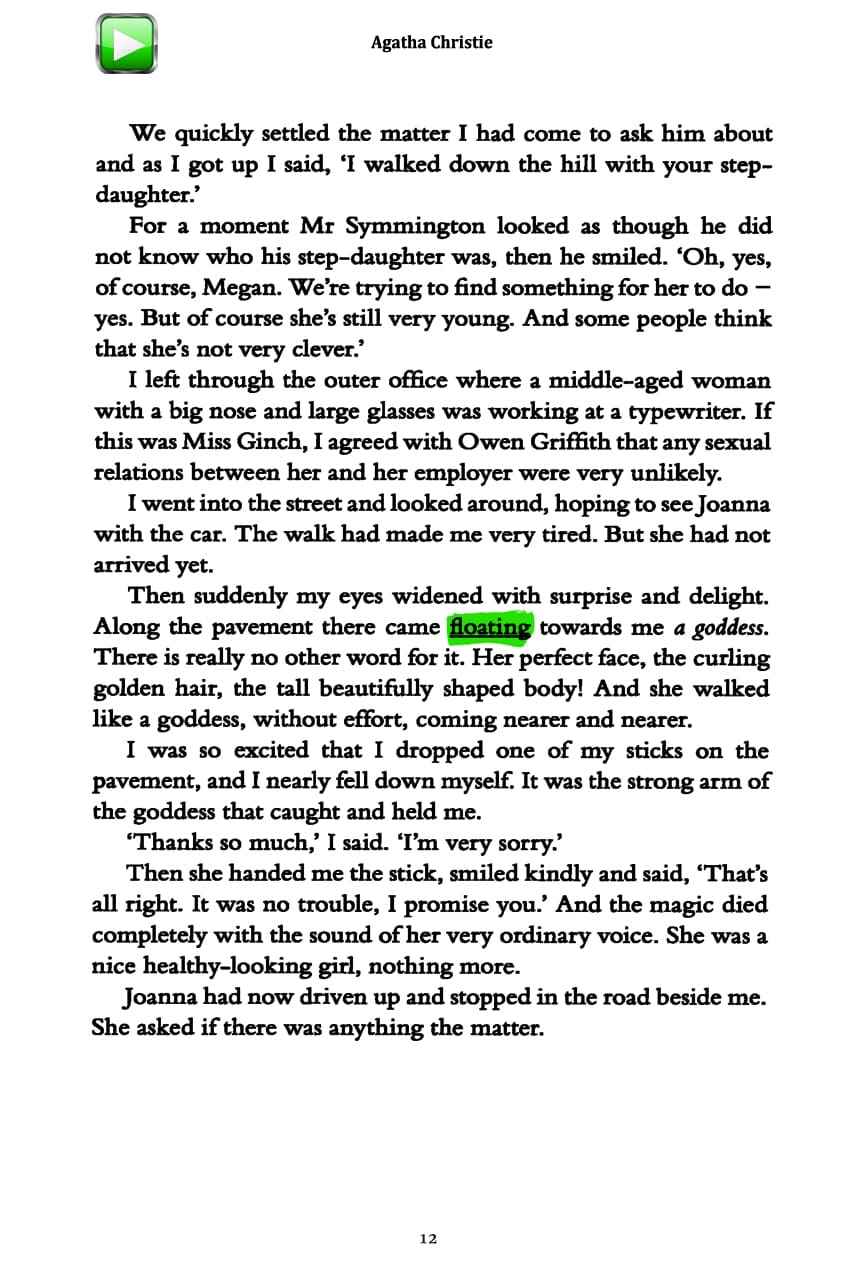 Agatha Christie
We quickly settled the matter I had come to ask him about
and as I got up I said, ‘I walked down the hill with your step-
daughter.’
For a moment Mr Symmington looked as though he did
not know who his step-daughter was, then he smiled. ‘Oh, yes,
of course, Megan. We’re trying to find something for her to do –
yes. But of course she’s still very young. And some people think
that she’s not very clever.’
I left through the outer office where a middle-aged woman
with a big nose and large glasses was working at a typewriter. If
this was Miss Ginch, I agreed with Owen Griffith that any sexual
relations between her and her employer were very unlikely.
I went into the street and looked around, hoping to see Joanna
with the car. The walk had made me very tired. But she had not
arrived yet.
Then suddenly my eyes widened with surprise and delight.
Along the pavement there came floating towards me a goddess.
There is really no other word for it. Her perfect face, the curling
golden hair, the tall beautifully shaped body! And she walked
like a goddess, without effort, coming nearer and nearer.
I was so excited that I dropped one of my sticks on the
pavement, and I nearly fell down myself. It was the strong arm of
the goddess that caught and held me.
‘Thanks so much,’ I said. ‘I’m very sorry.’
Then she handed me the stick, smiled kindly and said, ‘That’s
all right. It was no trouble, I promise you.’ And the magic died
completely with the sound of her very ordinary voice. She was a
nice healthy-looking girl, nothing more.
Joanna had now driven up and stopped in the road beside me.
She asked if there was anything the matter.
12